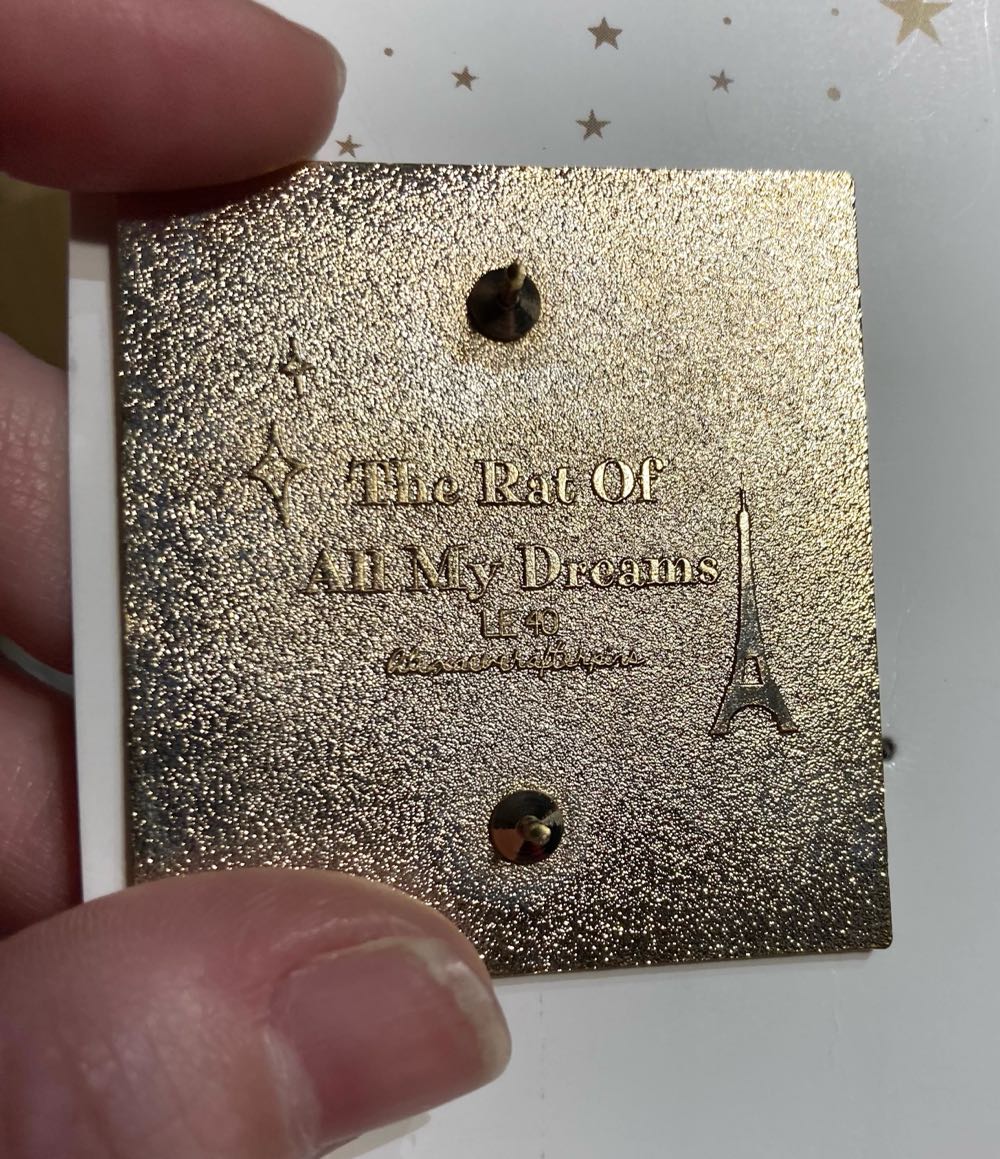 The Rat Of
All My Dreams
LE 40